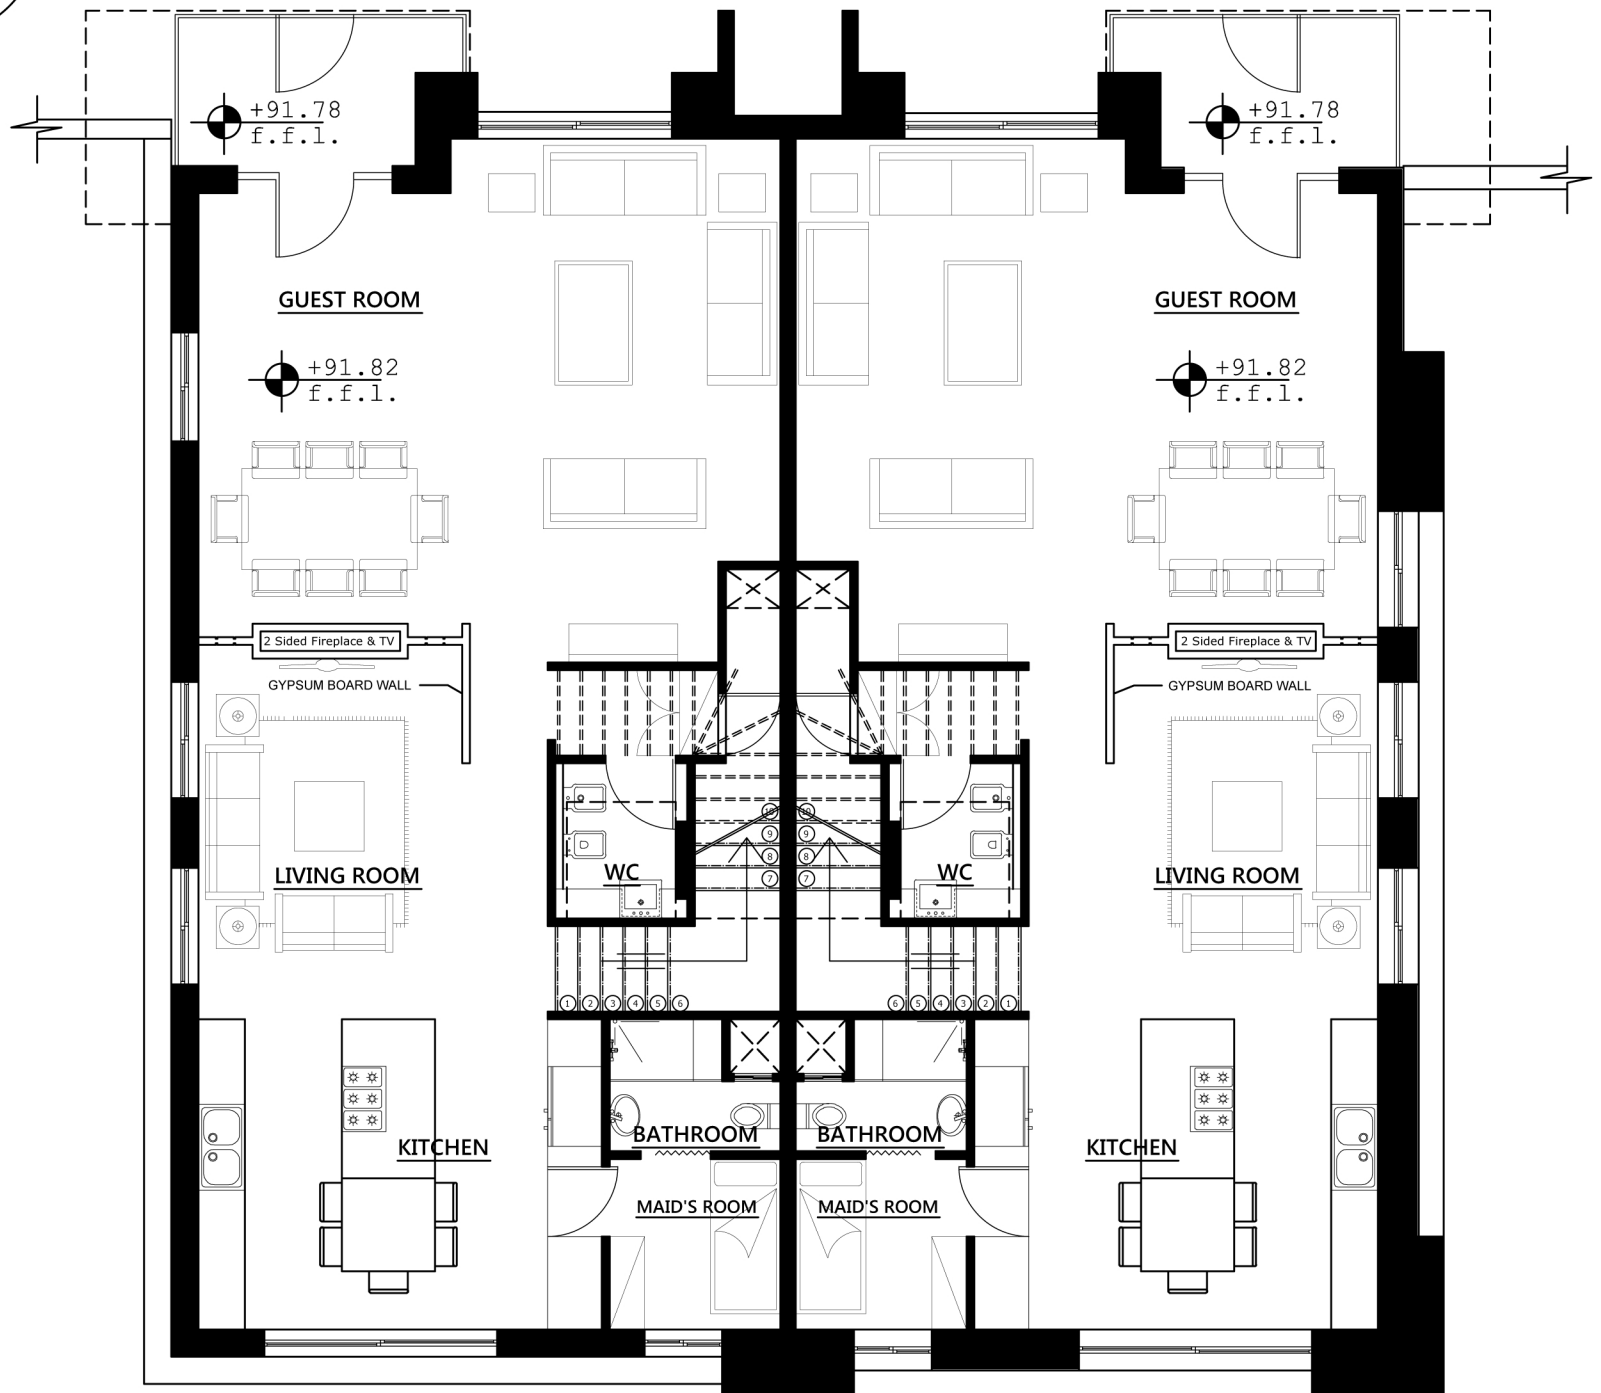 +91.78
f.f.l.
+91.78
f.f.l.
GUEST ROOM
GUEST ROOM
+91.82
f.f.l.
+91.82
f.f.l.
2 Sided Fireplace & TV
2 Sided Fireplace & TV
GYPSUM BOARD WALL
GYPSUM BOARD WALL
10
10
9
9
8
8
7
7
LIVING ROOM
WC
WC
LIVING ROOM
1 2 3 4 5 6
6 5 4 3 2 1
KITCHEN
BATHROOM
BATHROOM
KITCHEN
MAID'S ROOM
MAID'S ROOM